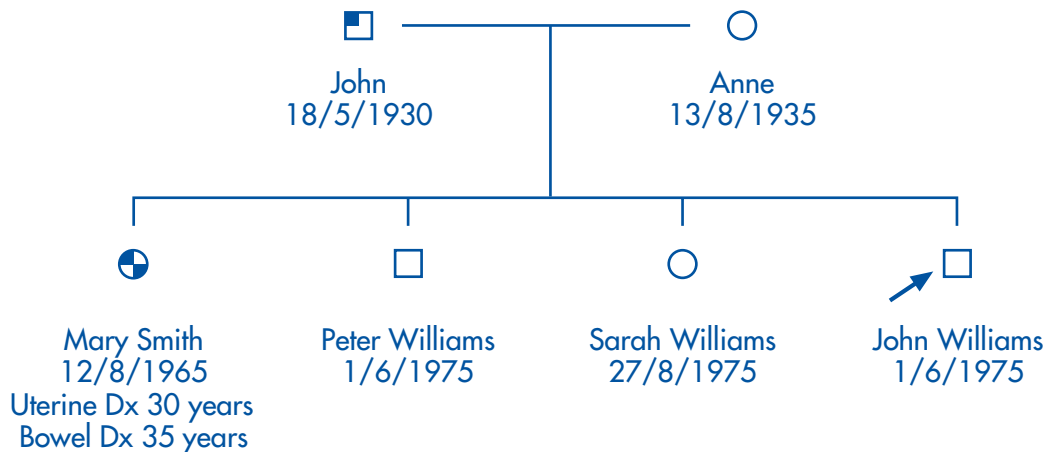 John
18/5/1930
Anne
13/8/1935
Mary Smith
12/8/1965
Uterine Dx 30 years
Bowel Dx 35 years
Peter Williams
1/6/1975
Sarah Williams
27/8/1975
John Williams
1/6/1975